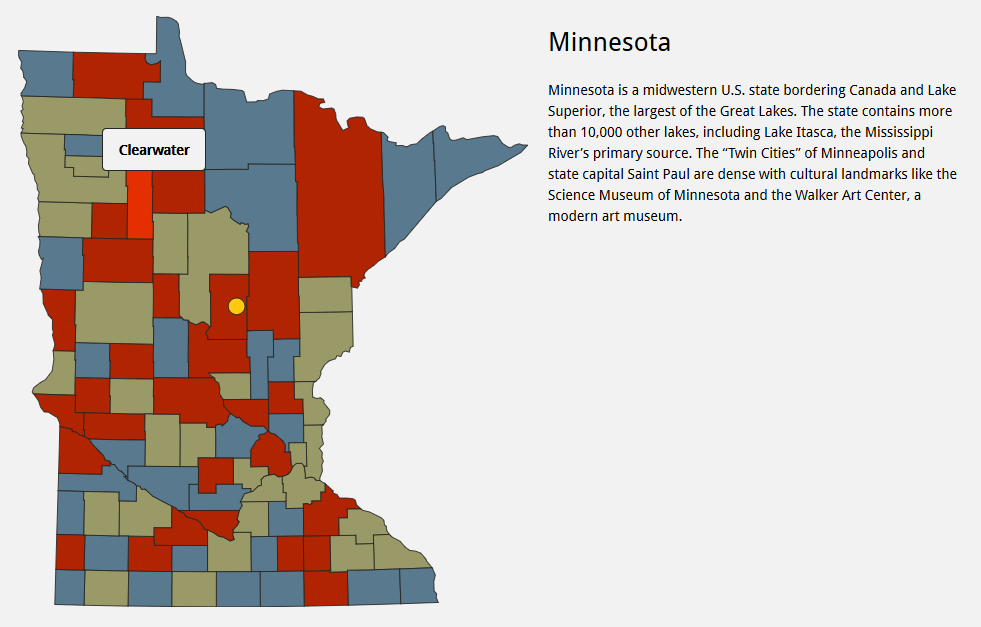 Minnesota
Minnesota is a midwestern U.S. state bordering Canada and Lake
Superior, the largest of the Great Lakes. The state contains more
than 10,000 other lakes, including Lake Itasca, the Mississippi
River’s primary source. The “Twin Cities” of Minneapolis and
state capital Saint Paul are dense with cultural landmarks like the
Science Museum of Minnesota and the Walker Art Center, a
modern art museum.
Clearwater